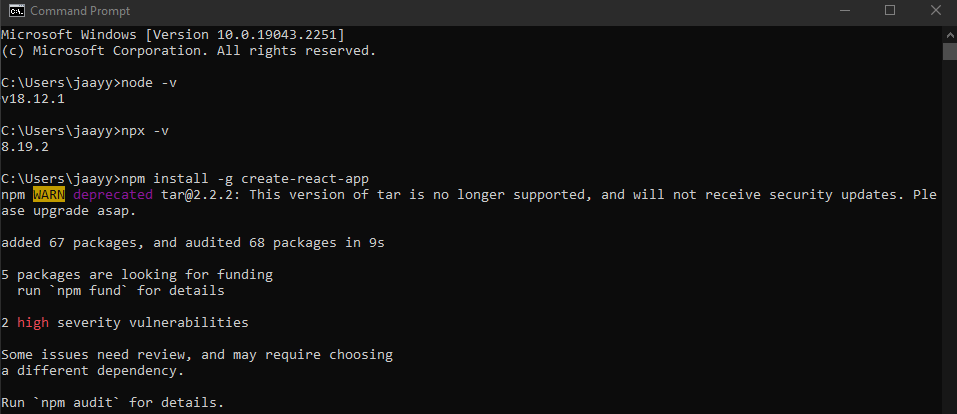 Command Prompt
Microsoft Windows [Version 10.0.19043.2251]
(c) Microsoft Corporation. All rights reserved.
C:\Users\jaayy>node -v
v18.12.1
C:\Users\jaayy>npx -v
8.19.2
C:\Users\jaayy>npm install -g create-react-app
npm WARN deprecated tar@2.2.2: This version of tar is no longer supported, and will not receive security updates. Ple
ase upgrade asap.
added 67 packages, and audited 68 packages in 9s
5 packages are looking for funding
  run `npm fund` for details
2 high severity vulnerabilities
Some issues need review, and may require choosing
a different dependency.
Run `npm audit` for details.